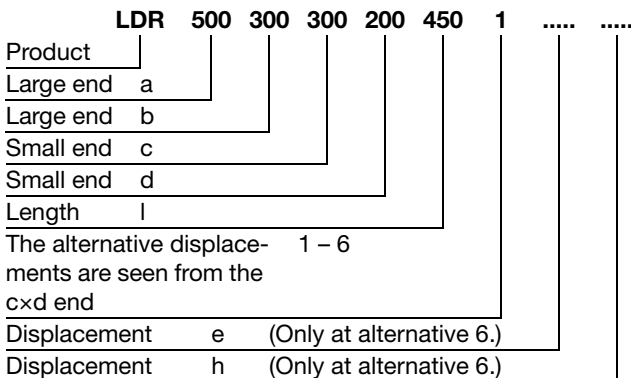 LDR 500 300 300 200 450 1 ..... .....
Product
Large end a
Large end b
Small end c
Small end d
Length l
The alternative displace- 1 – 6
ments are seen from the
c×d end
Displacement e (Only at alternative 6.)
Displacement h (Only at alternative 6.)